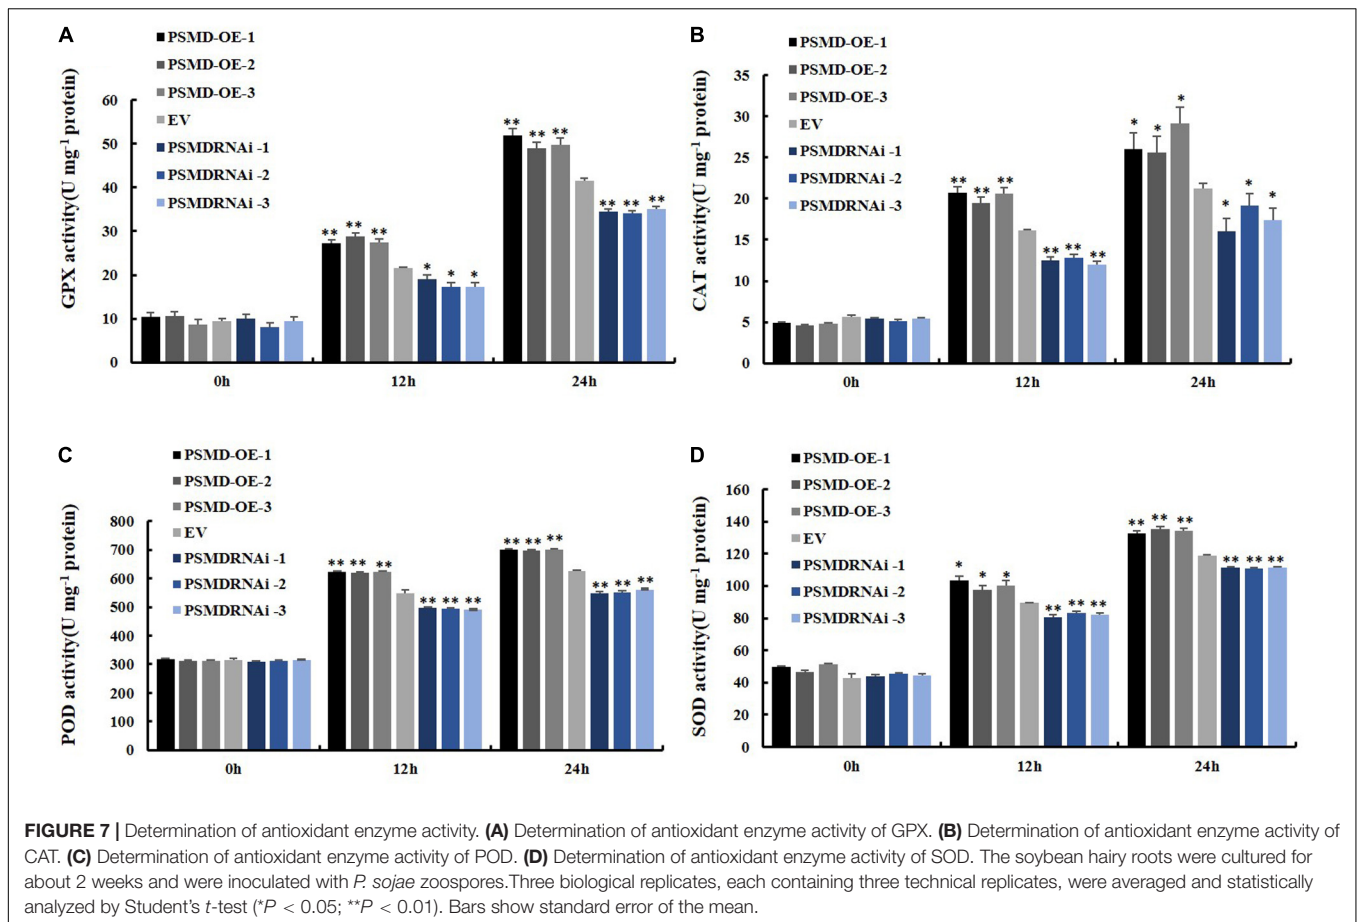 A
PSMD-OE-1
PSMD-OE-2
PSMD-OE-3
EV
PSMDRNAi -1
PSMDRNAi -2
PSMDRNAi -3
GPX activity(U mg⁻¹ protein)
60
50
40
30
20
10
0
** ** ** * * *
** ** ** ** ** **
0h 12h 24h
B
PSMD-OE-1
PSMD-OE-2
PSMD-OE-3
EV
PSMDRNAi -1
PSMDRNAi -2
PSMDRNAi -3
CAT activity(U mg⁻¹ protein)
35
30
25
20
15
10
5
0
** ** ** ** ** **
* * * * * *
0h 12h 24h
C
PSMD-OE-1
PSMD-OE-2
PSMD-OE-3
EV
PSMDRNAi -1
PSMDRNAi -2
PSMDRNAi -3
POD activity(U mg⁻¹ protein)
800
700
600
500
400
300
200
100
0
** ** ** ** ** **
** ** ** ** ** **
0h 12h 24h
D
PSMD-OE-1
PSMD-OE-2
PSMD-OE-3
EV
PSMDRNAi -1
PSMDRNAi -2
PSMDRNAi -3
SOD activity(U mg⁻¹ protein)
160
140
120
100
80
60
40
20
0
* * * ** ** **
** ** ** ** ** **
0h 12h 24h
FIGURE 7 | Determination of antioxidant enzyme activity. (A) Determination of antioxidant enzyme activity of GPX. (B) Determination of antioxidant enzyme activity of
CAT. (C) Determination of antioxidant enzyme activity of POD. (D) Determination of antioxidant enzyme activity of SOD. The soybean hairy roots were cultured for
about 2 weeks and were inoculated with P. sojae zoospores.Three biological replicates, each containing three technical replicates, were averaged and statistically
analyzed by Student's t-test (*P < 0.05; **P < 0.01). Bars show standard error of the mean.